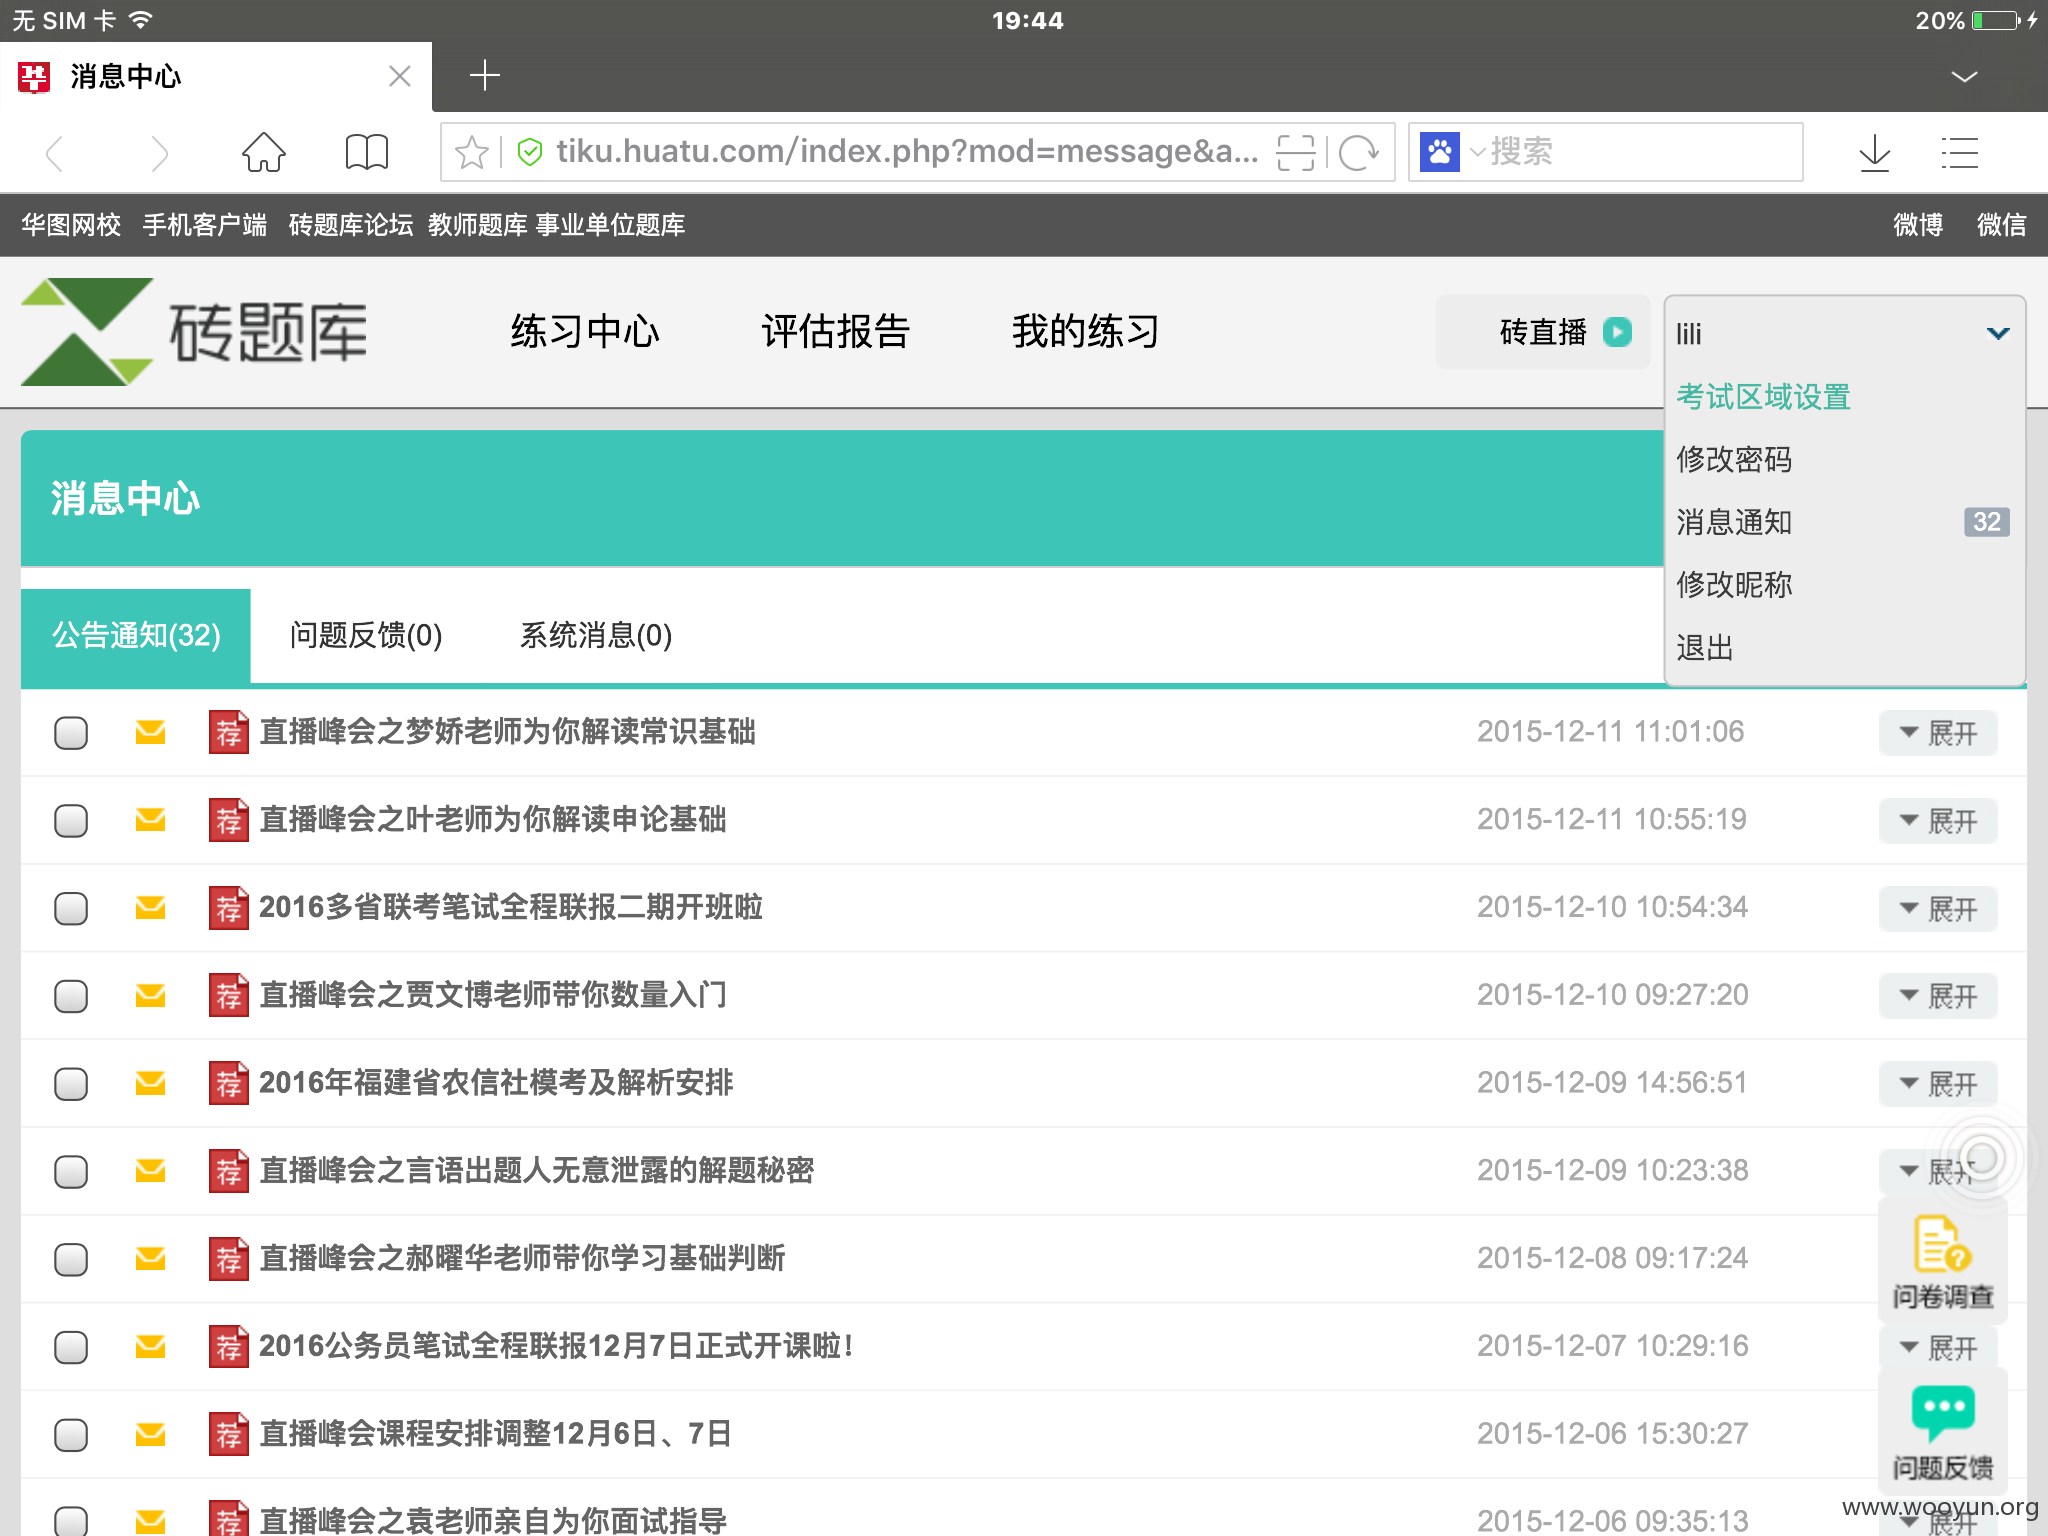 无 SIM 卡 19:44 20%
消息中心
tiku.huatu.com/index.php?mod=message&a... 搜索
华图网校 手机客户端 砖题库论坛 教师题库 事业单位题库 微博 微信
砖题库 练习中心 评估报告 我的练习 砖直播 lili
考试区域设置
修改密码
消息中心
消息通知 32
修改昵称
公告通知(32) 问题反馈(0) 系统消息(0)
退出
荐 直播峰会之梦娇老师为你解读常识基础 2015-12-11 11:01:06 展开
荐 直播峰会之叶老师为你解读申论基础 2015-12-11 10:55:19 展开
荐 2016多省联考笔试全程联报二期开班啦 2015-12-10 10:54:34 展开
荐 直播峰会之贾文博老师带你数量入门 2015-12-10 09:27:20 展开
荐 2016年福建省农信社模考及解析安排 2015-12-09 14:56:51 展开
荐 直播峰会之言语出题人无意泄露的解题秘密 2015-12-09 10:23:38 展开
荐 直播峰会之郝曜华老师带你学习基础判断 2015-12-08 09:17:24
问卷调查
荐 2016公务员笔试全程联报12月7日正式开课啦！ 2015-12-07 10:29:16 展开
荐 直播峰会课程安排调整12月6日、7日 2015-12-06 15:30:27
问题反馈
荐 直播峰会之袁老师亲自为你面试指导 2015-12-06 09:35:13 展开
www.wooyun.org